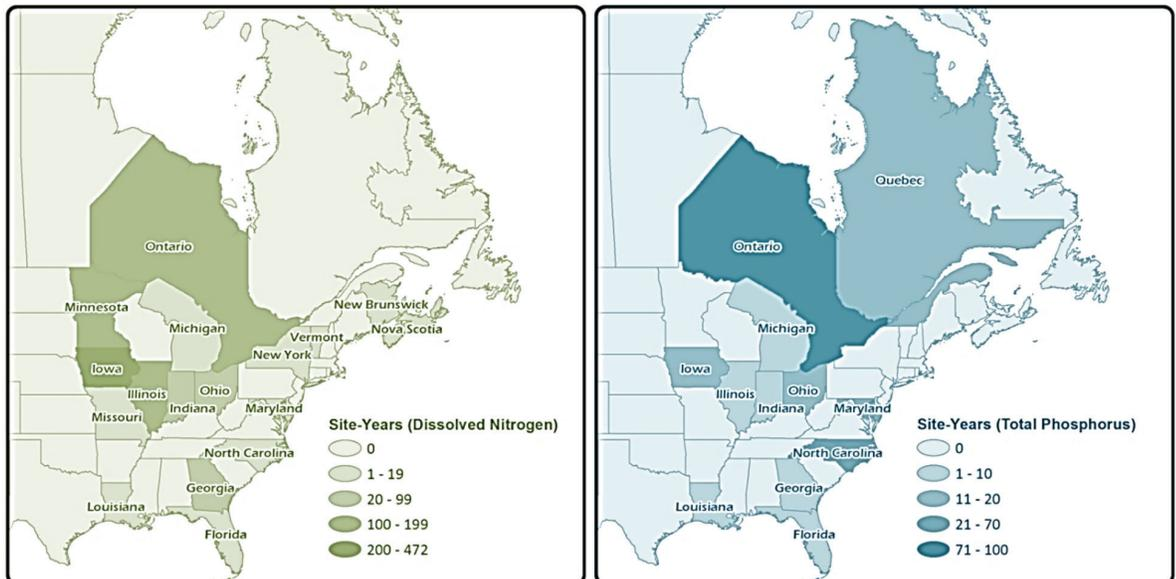 Ontario
Minnesota
New Brunswick
Michigan
Nova Scotia
Vermont
New York
Iowa
Illinois
Ohio
Missouri
Indiana
Maryland
North Carolina
Georgia
Louisiana
Florida
Site-Years (Dissolved Nitrogen)
0
1 - 19
20 - 99
100 - 199
200 - 472
Quebec
Ontario
Michigan
Iowa
Illinois
Ohio
Indiana
Maryland
North Carolina
Georgia
Louisiana
Florida
Site-Years (Total Phosphorus)
0
1 - 10
11 - 20
21 - 70
71 - 100